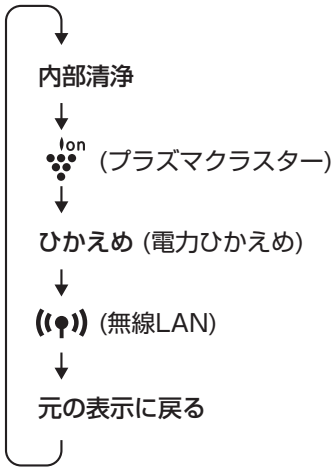 内部清浄
ion
(プラズマクラスター)
ひかえめ (電力ひかえめ)
(無線LAN)
元の表示に戻る